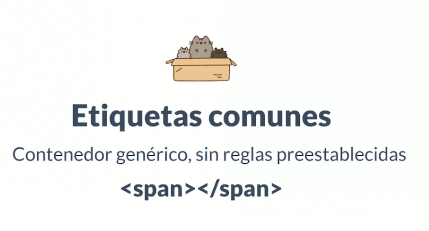 Etiquetas comunes
Contenedor genérico, sin reglas preestablecidas
<span></span>